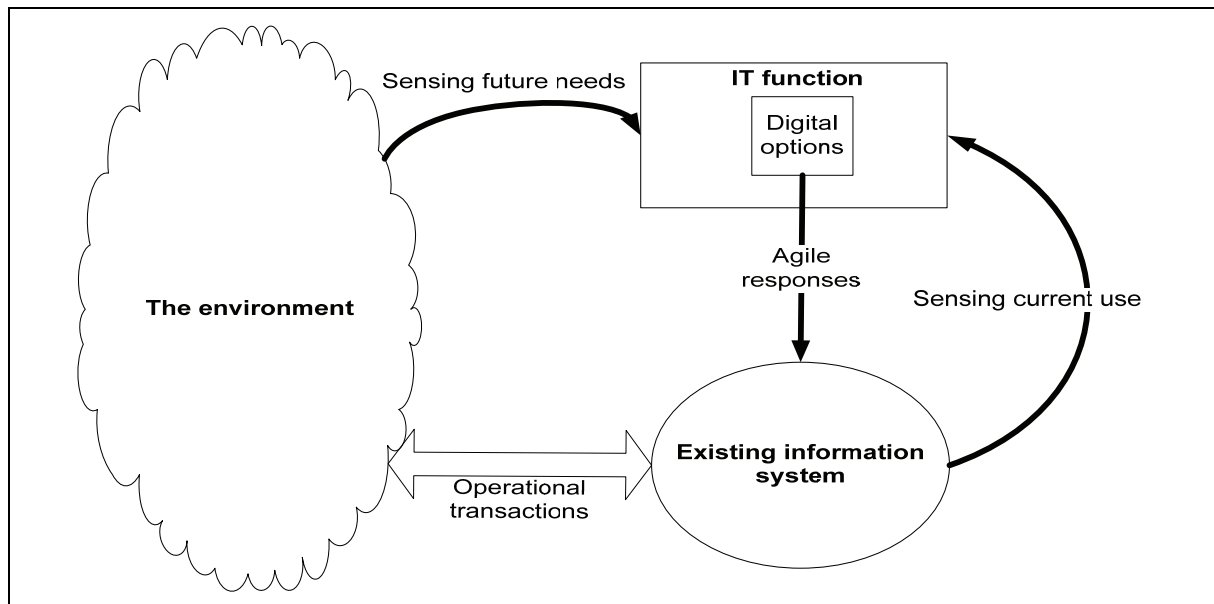 Sensing future needs
IT function
Digital
options
Agile
responses
Sensing current use
The environment
Existing information
system
Operational
transactions